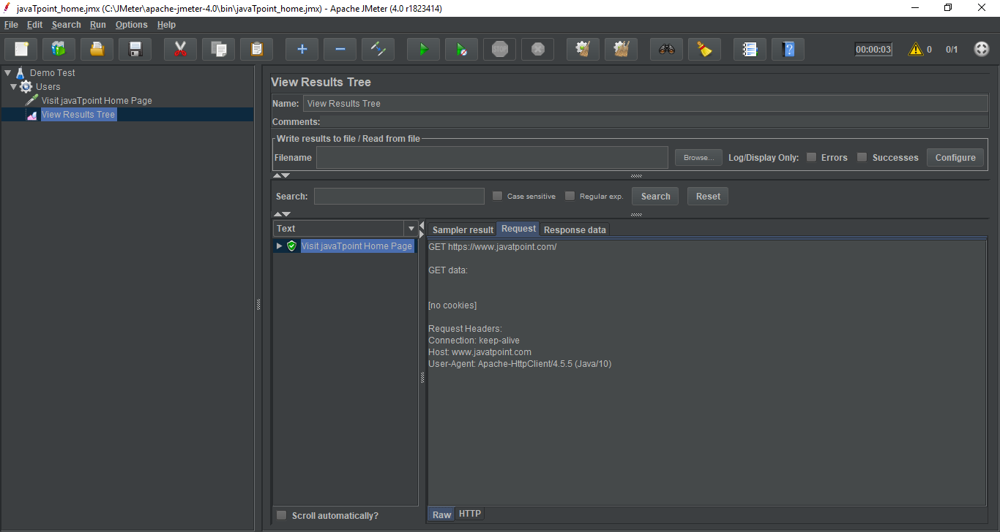 javaTpoint_home.jmx (C:\JMeter\apache-jmeter-4.0\bin\javaTpoint_home.jmx) - Apache JMeter (4.0 r1823414)
File Edit Search Run Options Help
STOP
00:00:03 0 0/1
Demo Test
Users
Visit javaTpoint Home Page
View Results Tree
View Results Tree
Name: View Results Tree
Comments:
Write results to file / Read from file
Filename Browse... Log/Display Only: Errors Successes Configure
Search: Case sensitive Regular exp. Search Reset
Text
Visit javaTpoint Home Page
Scroll automatically?
Sampler result Request Response data
GET https://www.javatpoint.com/
GET data:
[no cookies]
Request Headers:
Connection: keep-alive
Host: www.javatpoint.com
User-Agent: Apache-HttpClient/4.5.5 (Java/10)
Raw HTTP